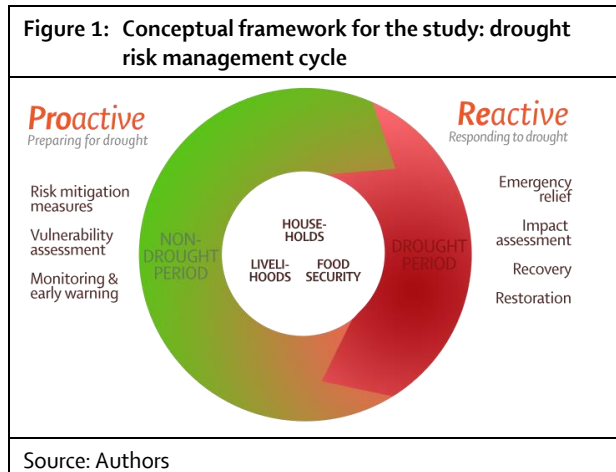 Figure 1: Conceptual framework for the study: drought
risk management cycle
Proactive
Preparing for drought
Risk mitigation
measures
Vulnerability
assessment
Monitoring &
early warning
NON-
DROUGHT
PERIOD
HOUSE-
HOLDS
LIVELI-
HOODS
FOOD
SECURITY
DROUGHT
PERIOD
Reactive
Responding to drought
Emergency
relief
Impact
assessment
Recovery
Restoration
Source: Authors